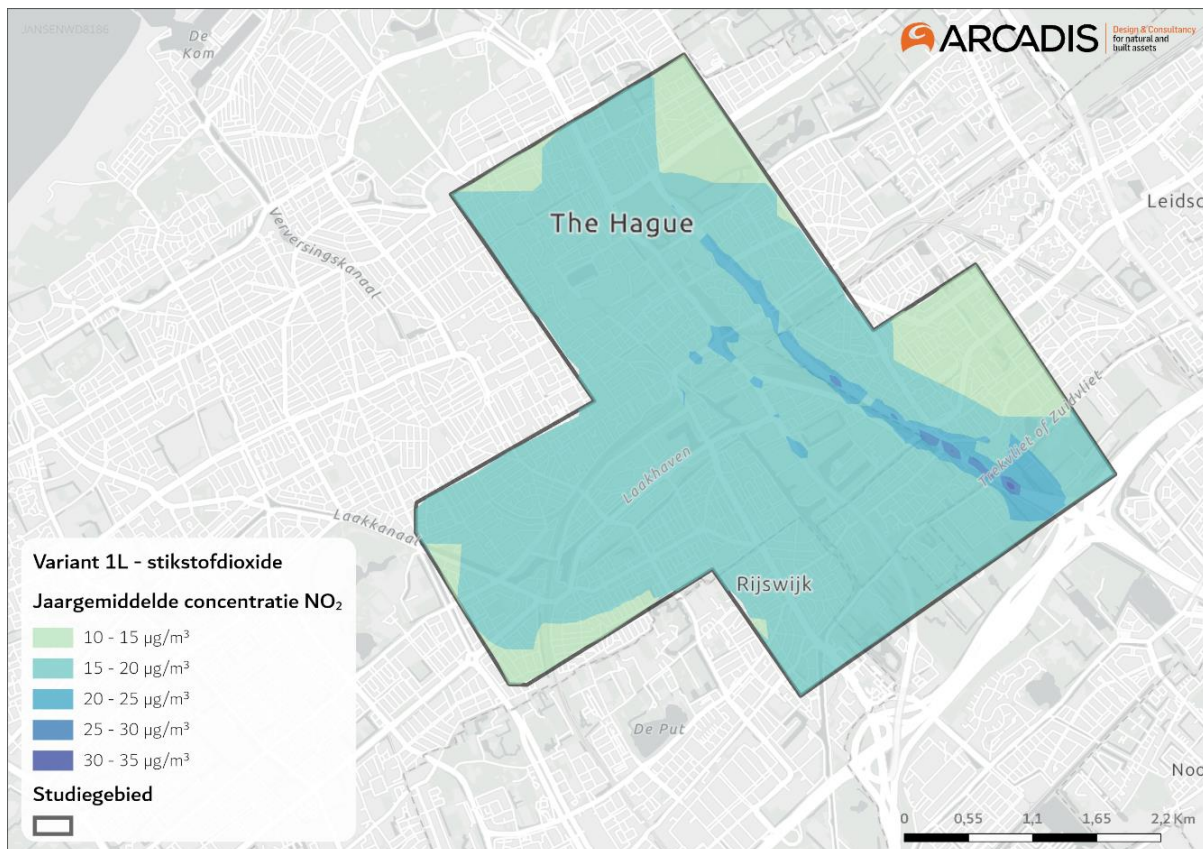 JANSENWD8186
ARCADIS
Design & Consultancy
for natural and
built assets
De
Kom
Leidsc
The Hague
Verversingskanaal
Trekvliet of Zuidvliet
Laakhaven
Laakkanaal
Rijswijk
De Put
Noo
Variant 1L - stikstofdioxide
Jaargemiddelde concentratie NO₂
10 - 15 µg/m³
15 - 20 µg/m³
20 - 25 µg/m³
25 - 30 µg/m³
30 - 35 µg/m³
Studiegebied
0 0,55 1,1 1,65 2,2 Km